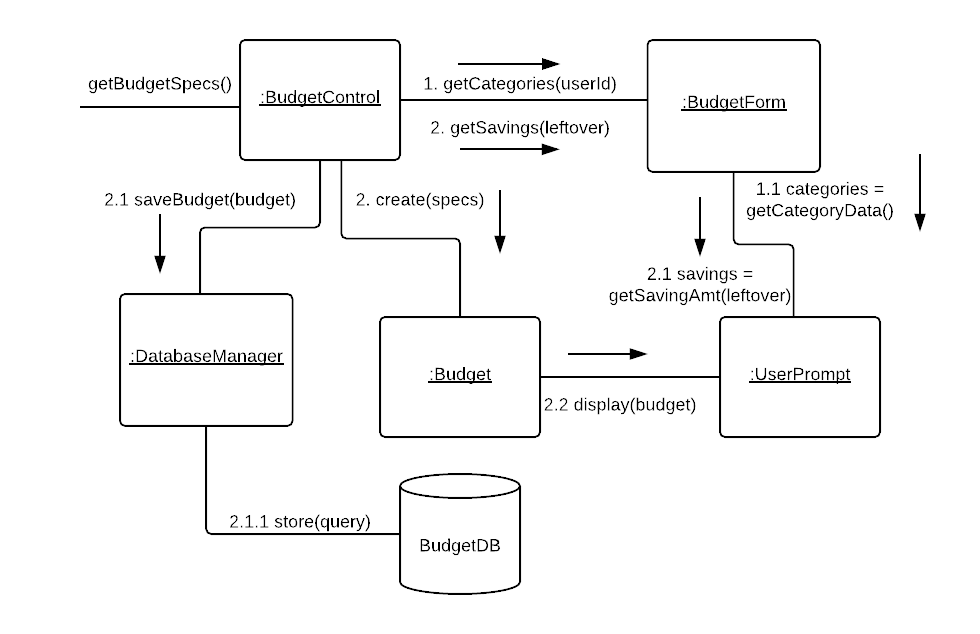 getBudgetSpecs()
:BudgetControl
1. getCategories(userId)
2. getSavings(leftover)
:BudgetForm
2.1 saveBudget(budget)
2. create(specs)
1.1 categories =
getCategoryData()
2.1 savings =
getSavingAmt(leftover)
:DatabaseManager
:Budget
2.2 display(budget)
:UserPrompt
2.1.1 store(query)
BudgetDB